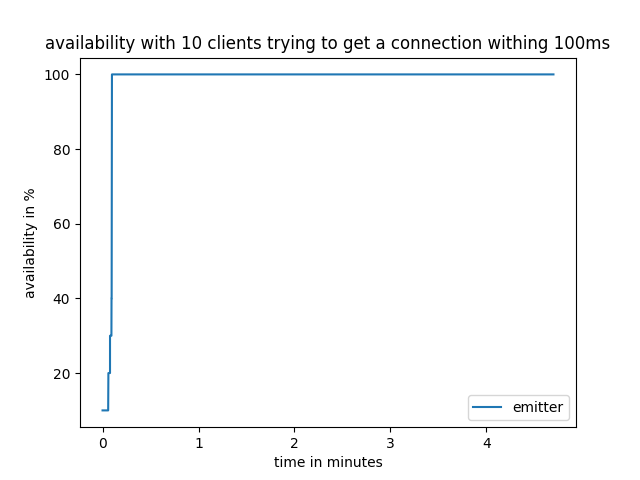 availability with 10 clients trying to get a connection withing 100ms
100
80
60
40
20
availability in %
emitter
0 1 2 3 4
time in minutes